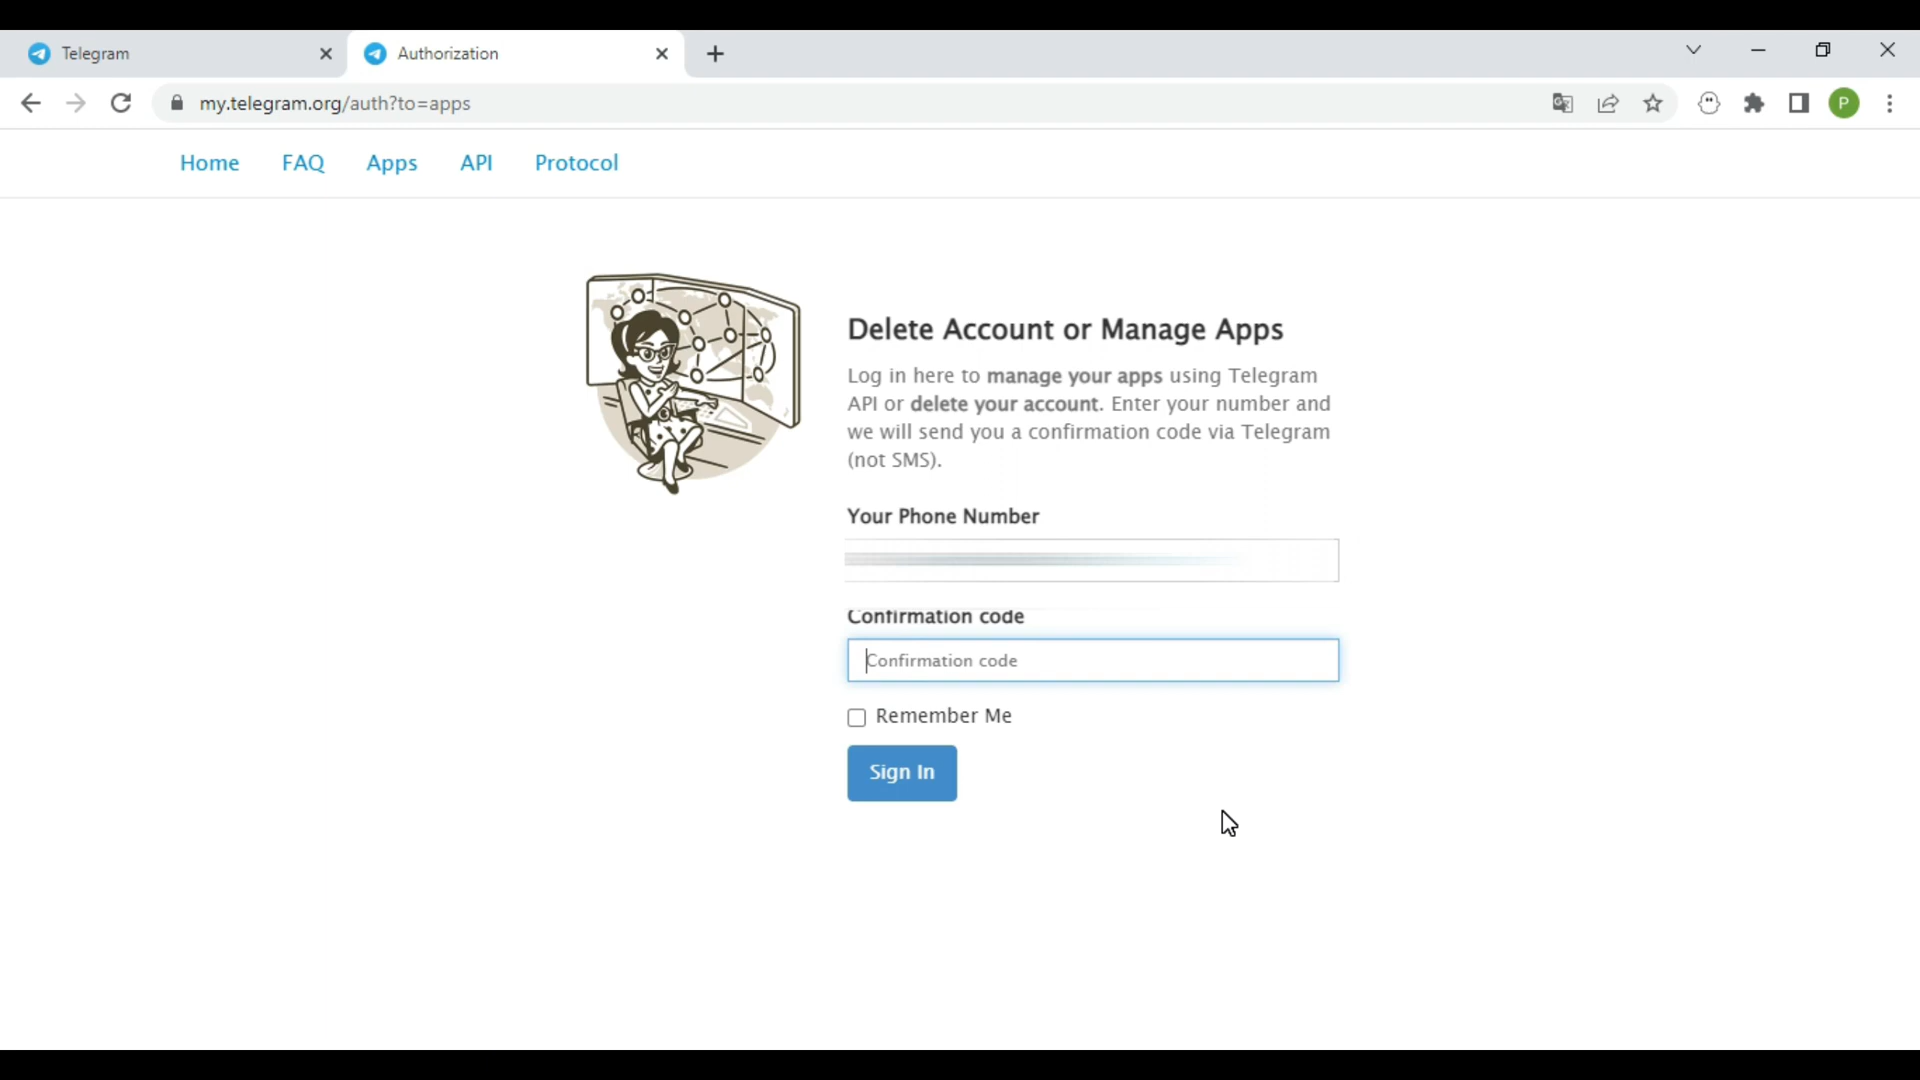 Telegram
Authorization
my.telegram.org/auth?to=apps
P
Home FAQ Apps API Protocol
Delete Account or Manage Apps
Log in here to manage your apps using Telegram
API or delete your account. Enter your number and
we will send you a confirmation code via Telegram
(not SMS).
Your Phone Number
Confirmation code
Confirmation code
Remember Me
Sign In